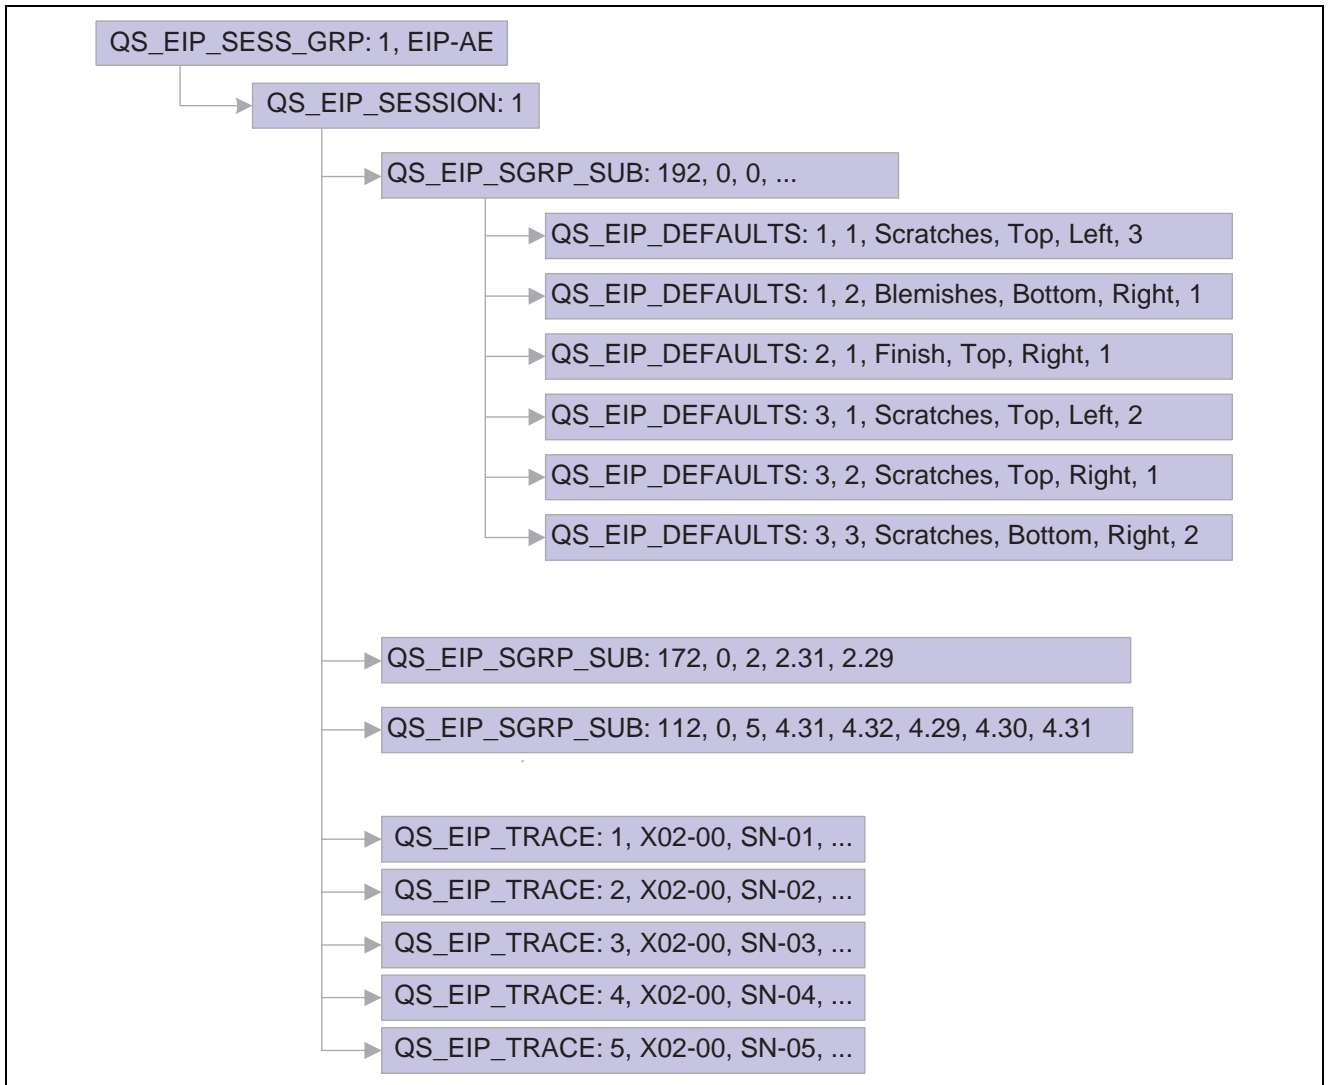 QS_EIP_SESS_GRP: 1, EIP-AE
QS_EIP_SESSION: 1
QS_EIP_SGRP_SUB: 192, 0, 0, ...
QS_EIP_DEFAULTS: 1, 1, Scratches, Top, Left, 3
QS_EIP_DEFAULTS: 1, 2, Blemishes, Bottom, Right, 1
QS_EIP_DEFAULTS: 2, 1, Finish, Top, Right, 1
QS_EIP_DEFAULTS: 3, 1, Scratches, Top, Left, 2
QS_EIP_DEFAULTS: 3, 2, Scratches, Top, Right, 1
QS_EIP_DEFAULTS: 3, 3, Scratches, Bottom, Right, 2
QS_EIP_SGRP_SUB: 172, 0, 2, 2.31, 2.29
QS_EIP_SGRP_SUB: 112, 0, 5, 4.31, 4.32, 4.29, 4.30, 4.31
QS_EIP_TRACE: 1, X02-00, SN-01, ...
QS_EIP_TRACE: 2, X02-00, SN-02, ...
QS_EIP_TRACE: 3, X02-00, SN-03, ...
QS_EIP_TRACE: 4, X02-00, SN-04, ...
QS_EIP_TRACE: 5, X02-00, SN-05, ...